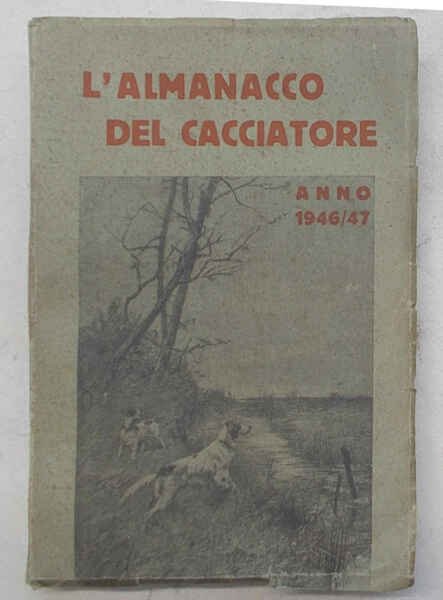 L'ALMANACCO
DEL CACCIATORE
ANNO
1946/47